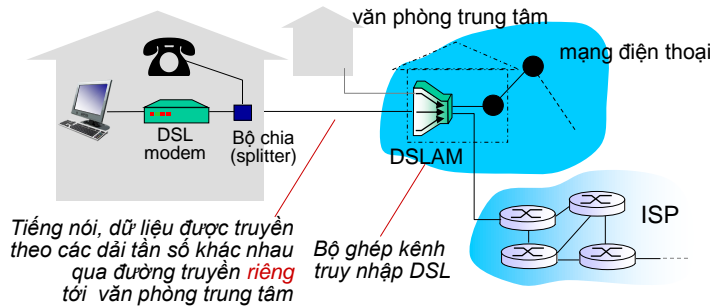 văn phòng trung tâm
mạng điện thoại
DSL
modem
Bộ chia
(splitter)
DSLAM
ISP
Tiếng nói, dữ liệu được truyền
theo các dải tần số khác nhau
qua đường truyền riêng
tới văn phòng trung tâm
Bộ ghép kênh
truy nhập DSL